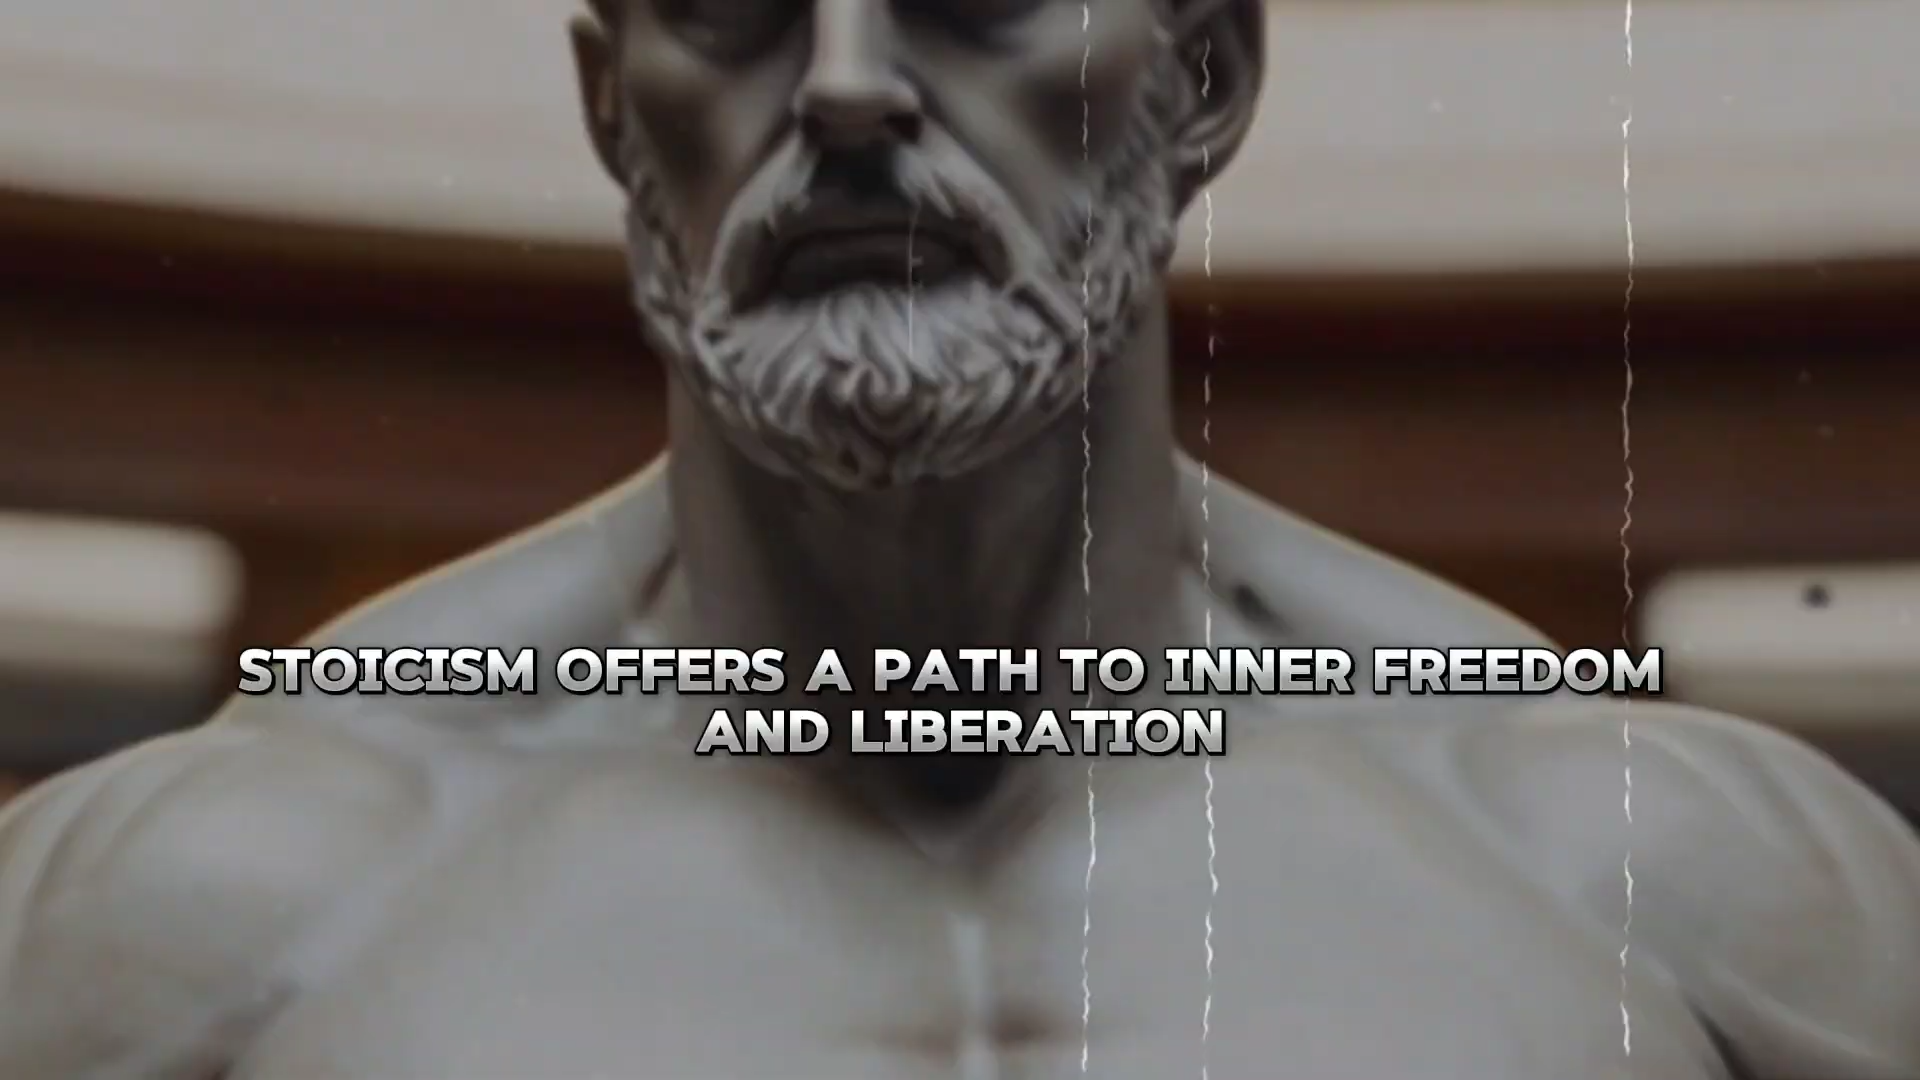 STOICISM OFFERS A PATH TO INNER FREEDOM
AND LIBERATION